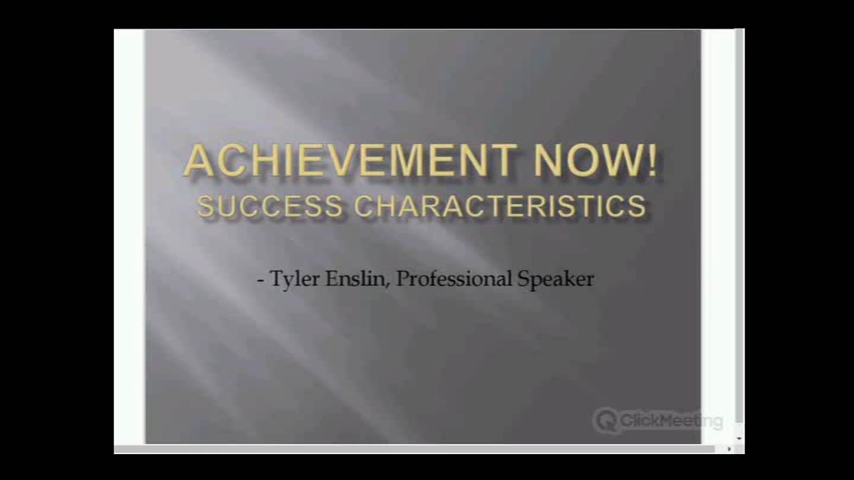 ACHIEVEMENT NOW!
SUCCESS CHARACTERISTICS
- Tyler Enslin, Professional Speaker
ClickMeeting